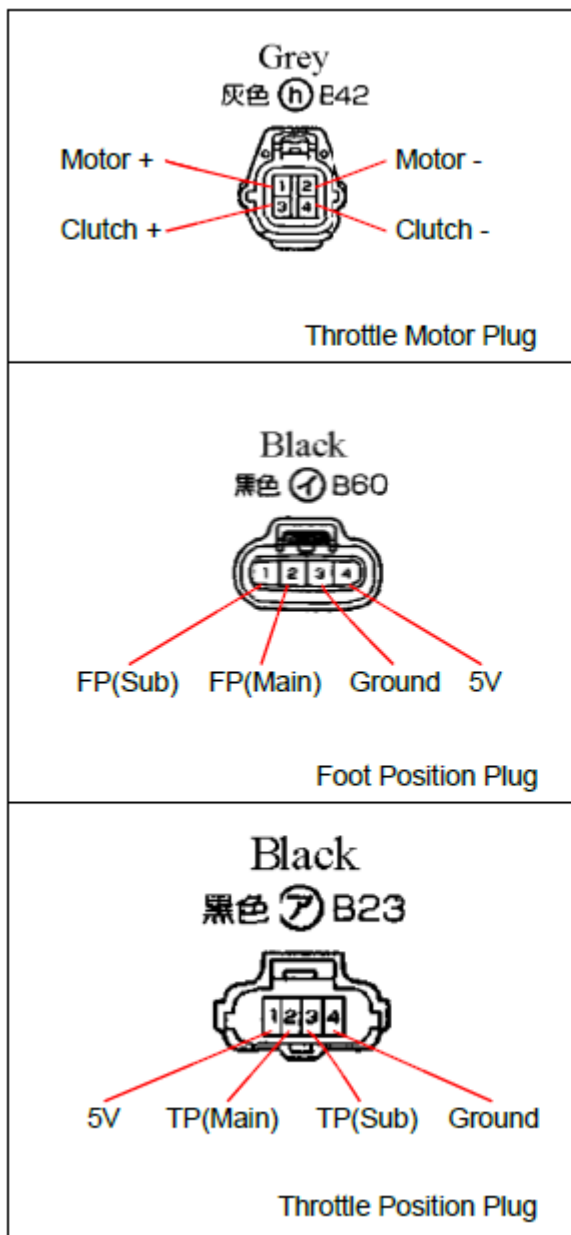 Grey
灰色 ⓗ B42
Motor + 1 2 Motor -
Clutch + 3 4 Clutch -
Throttle Motor Plug
Black
黒色 ㋑ B60
1 2 3 4
FP(Sub) FP(Main) Ground 5V
Foot Position Plug
Black
黒色 ㋐ B23
1 2 3 4
5V TP(Main) TP(Sub) Ground
Throttle Position Plug